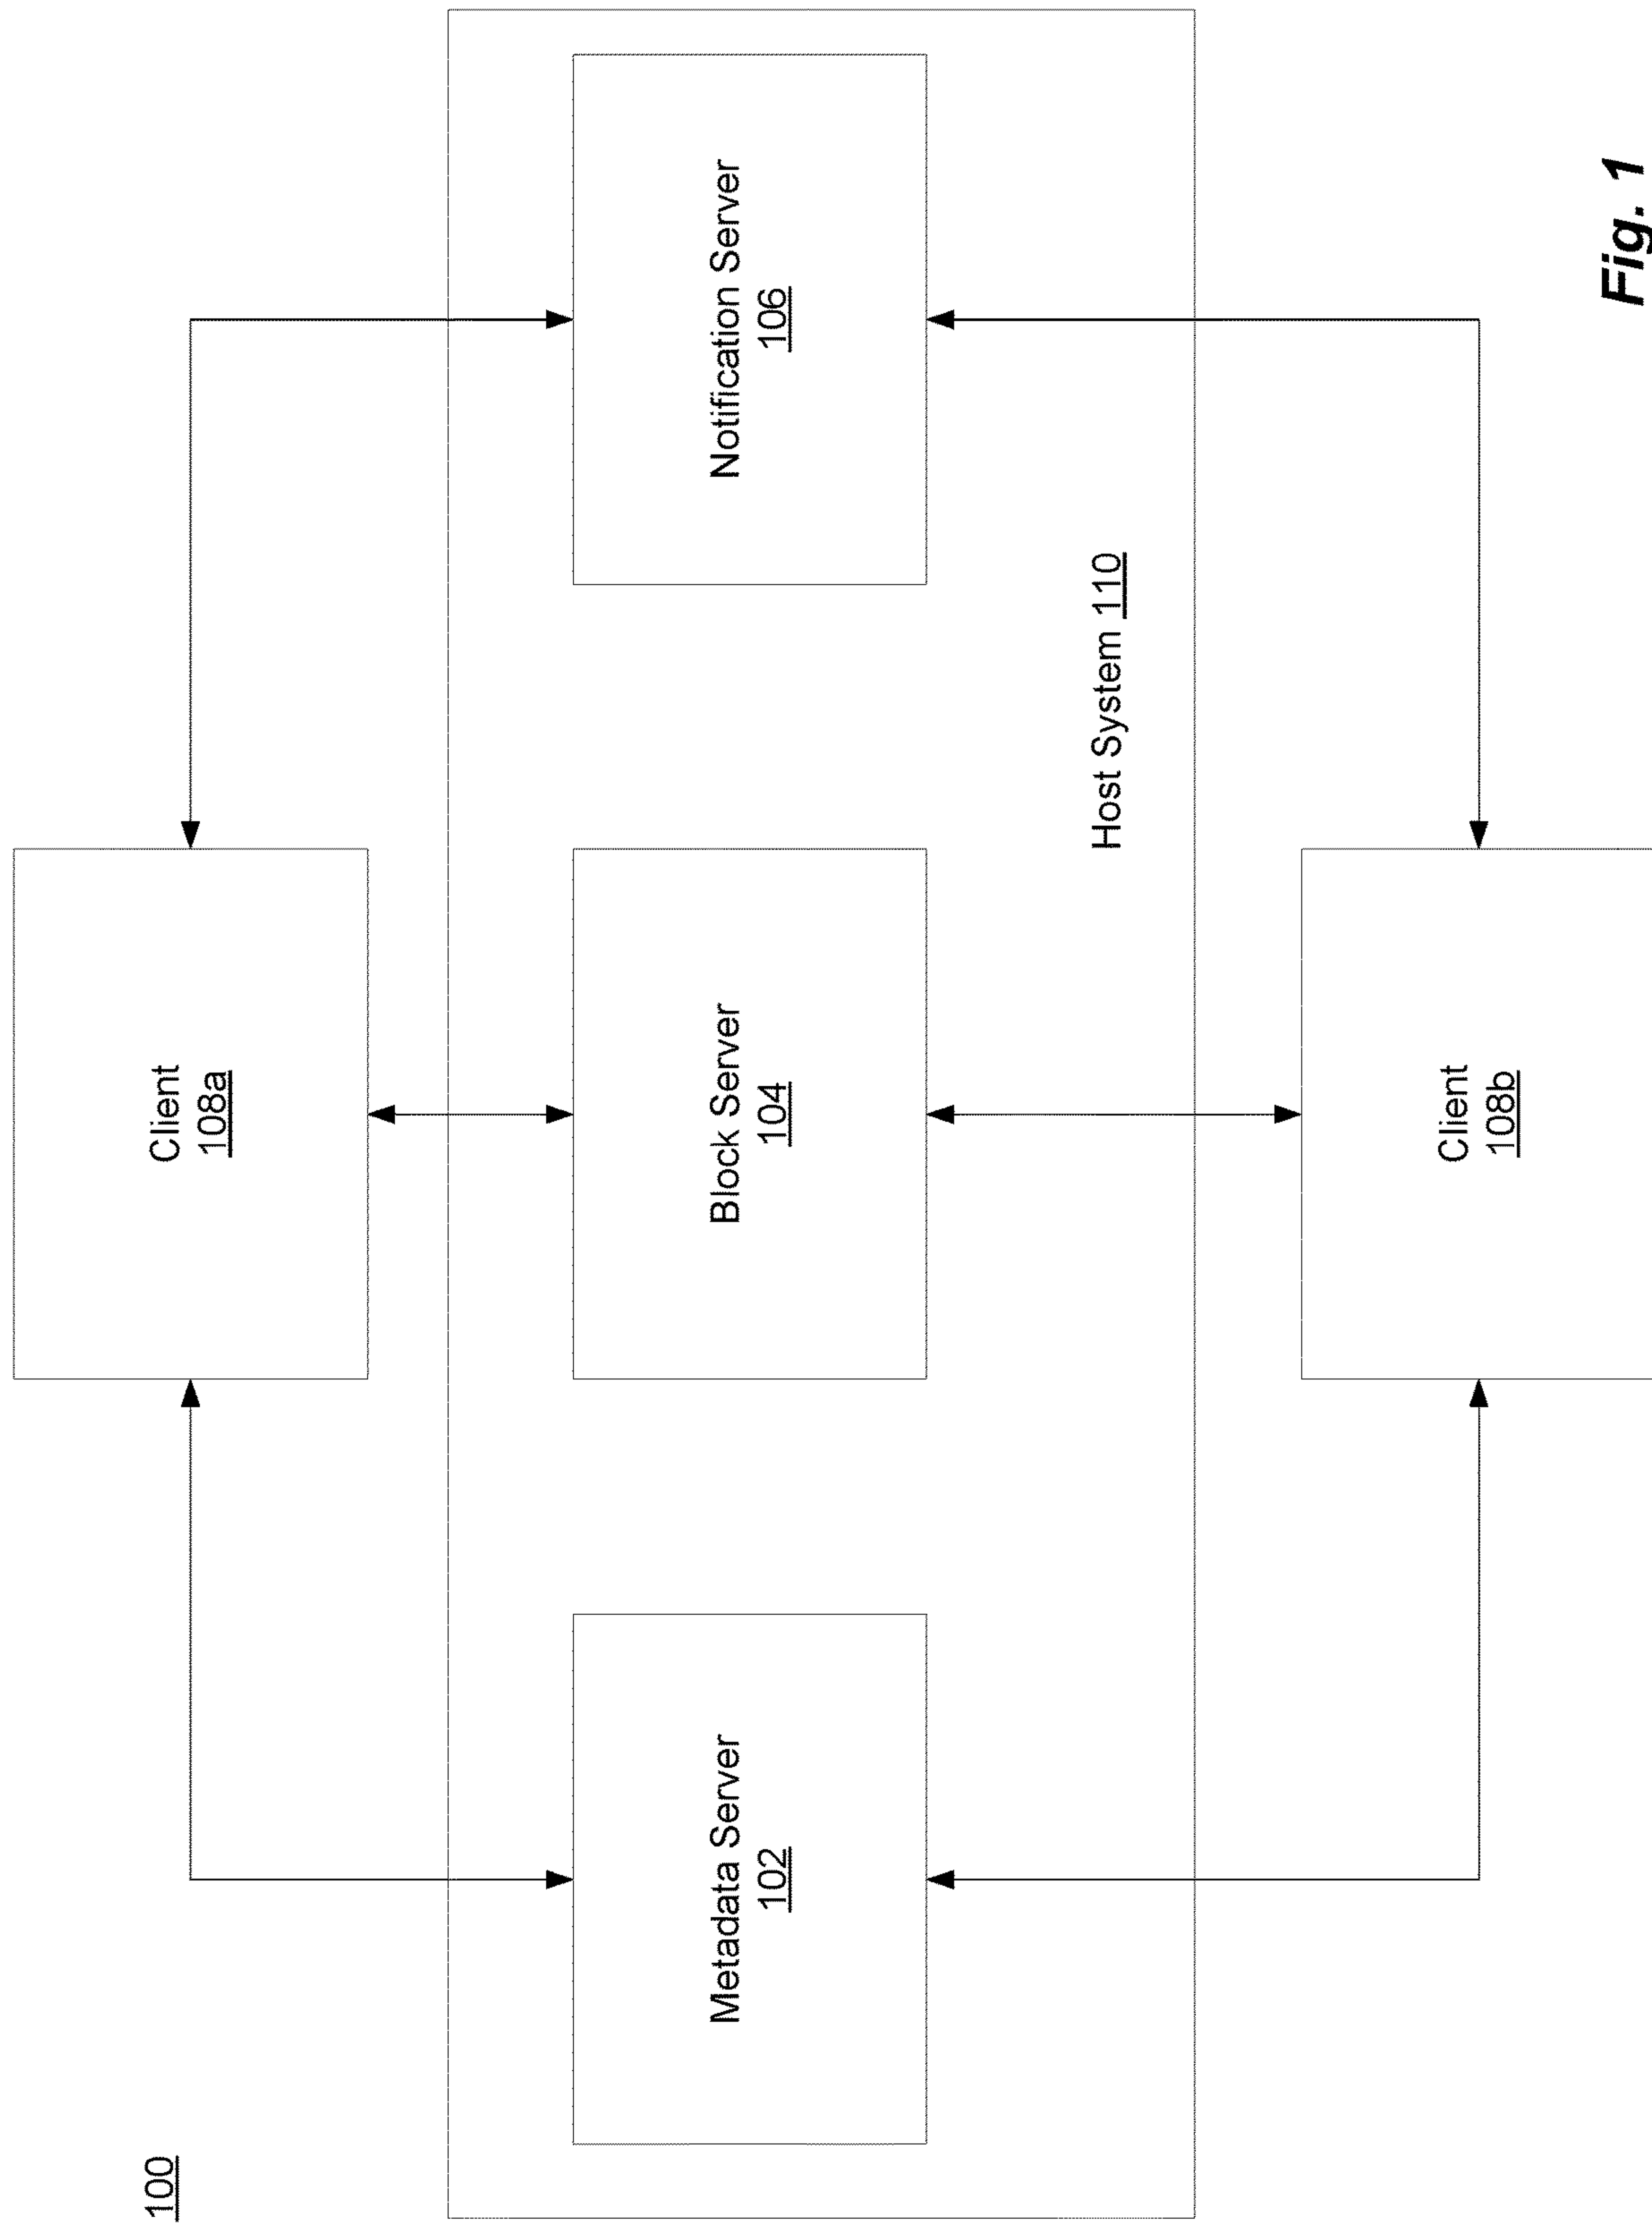 100
Client
108a
Metadata Server
102
Block Server
104
Notification Server
106
Host System 110
Client
108b
Fig. 1